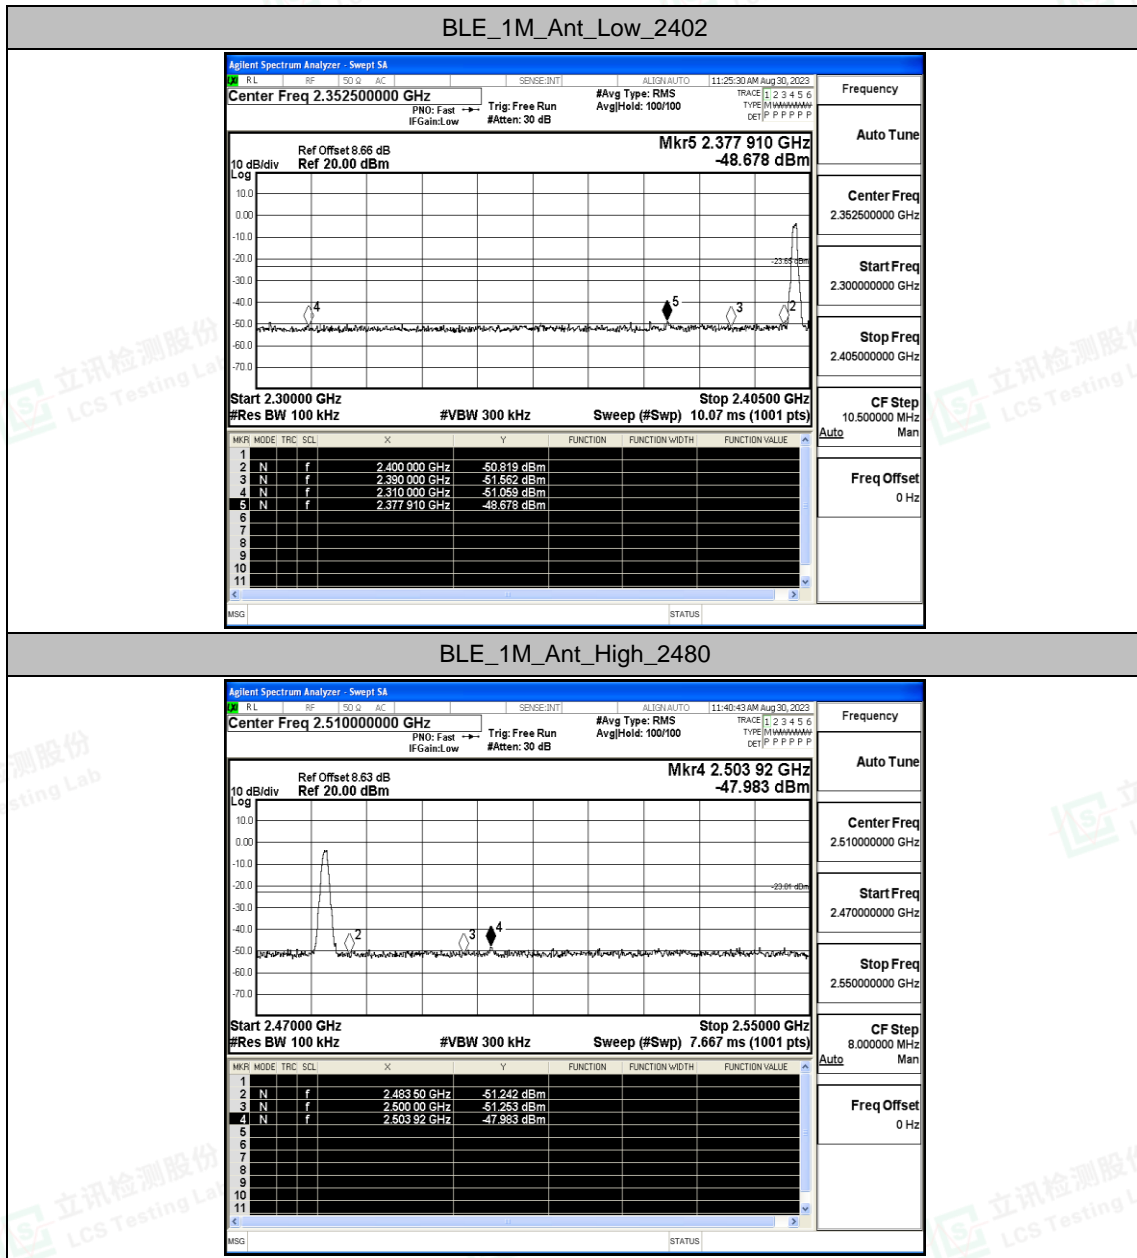 BLE_1M_Ant_Low_2402
Agilent Spectrum Analyzer - Swept SA
RL RF 50 Ω AC SENSE:INT ALIGNAUTO 11:25:30 AM Aug 30, 2023
Center Freq 2.352500000 GHz
PNO: Fast
IFGain:Low
Trig: Free Run
#Atten: 30 dB
#Avg Type: RMS
Avg|Hold: 100/100
TRACE 1 2 3 4 5 6
TYPE M
DET P P P P P P
Ref Offset 8.66 dB
10 dB/div Ref 20.00 dBm
Log
Mkr5 2.377 910 GHz
-48.678 dBm
10.0
0.00
-10.0
-20.0
-23.65 dBm
-30.0
-40.0
-50.0
-60.0
-70.0
4 5 3 2
Start 2.30000 GHz Stop 2.40500 GHz
#Res BW 100 kHz #VBW 300 kHz Sweep (#Swp) 10.07 ms (1001 pts)
MKR MODE TRC SCL X Y FUNCTION FUNCTION WIDTH FUNCTION VALUE
1
2 N f 2.400 000 GHz -50.819 dBm
3 N f 2.390 000 GHz -51.562 dBm
4 N f 2.310 000 GHz -51.059 dBm
5 N f 2.377 910 GHz -48.678 dBm
6
7
8
9
10
11
MSG STATUS
Frequency
Auto Tune
Center Freq
2.352500000 GHz
Start Freq
2.300000000 GHz
Stop Freq
2.405000000 GHz
CF Step
10.500000 MHz
Auto Man
Freq Offset
0 Hz
BLE_1M_Ant_High_2480
Agilent Spectrum Analyzer - Swept SA
RL RF 50 Ω AC SENSE:INT ALIGNAUTO 11:40:43 AM Aug 30, 2023
Center Freq 2.510000000 GHz
PNO: Fast
IFGain:Low
Trig: Free Run
#Atten: 30 dB
#Avg Type: RMS
Avg|Hold: 100/100
TRACE 1 2 3 4 5 6
TYPE M
DET P P P P P P
Ref Offset 8.63 dB
10 dB/div Ref 20.00 dBm
Log
Mkr4 2.503 92 GHz
-47.983 dBm
10.0
0.00
-10.0
-20.0
-23.01 dBm
-30.0
-40.0
-50.0
-60.0
-70.0
2 3 4
Start 2.47000 GHz Stop 2.55000 GHz
#Res BW 100 kHz #VBW 300 kHz Sweep (#Swp) 7.667 ms (1001 pts)
MKR MODE TRC SCL X Y FUNCTION FUNCTION WIDTH FUNCTION VALUE
1
2 N f 2.483 50 GHz -51.242 dBm
3 N f 2.500 00 GHz -51.253 dBm
4 N f 2.503 92 GHz -47.983 dBm
5
6
7
8
9
10
11
MSG STATUS
Frequency
Auto Tune
Center Freq
2.510000000 GHz
Start Freq
2.470000000 GHz
Stop Freq
2.550000000 GHz
CF Step
8.000000 MHz
Auto Man
Freq Offset
0 Hz
立讯检测股份
LCS Testing Lab